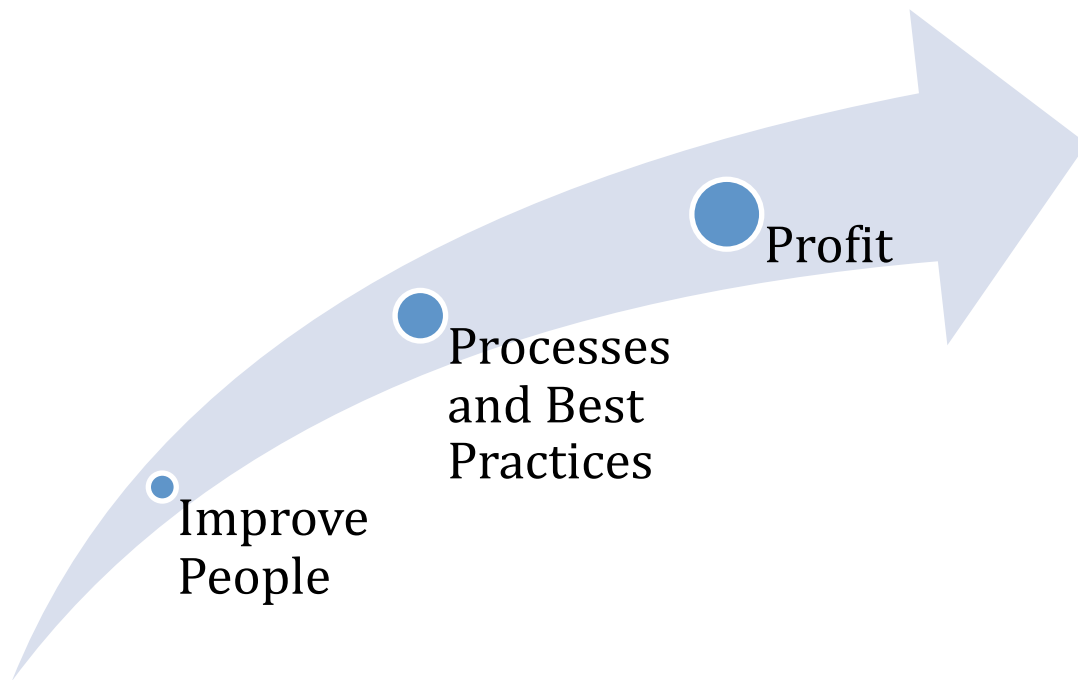 Improve
People
Processes
and Best
Practices
Profit